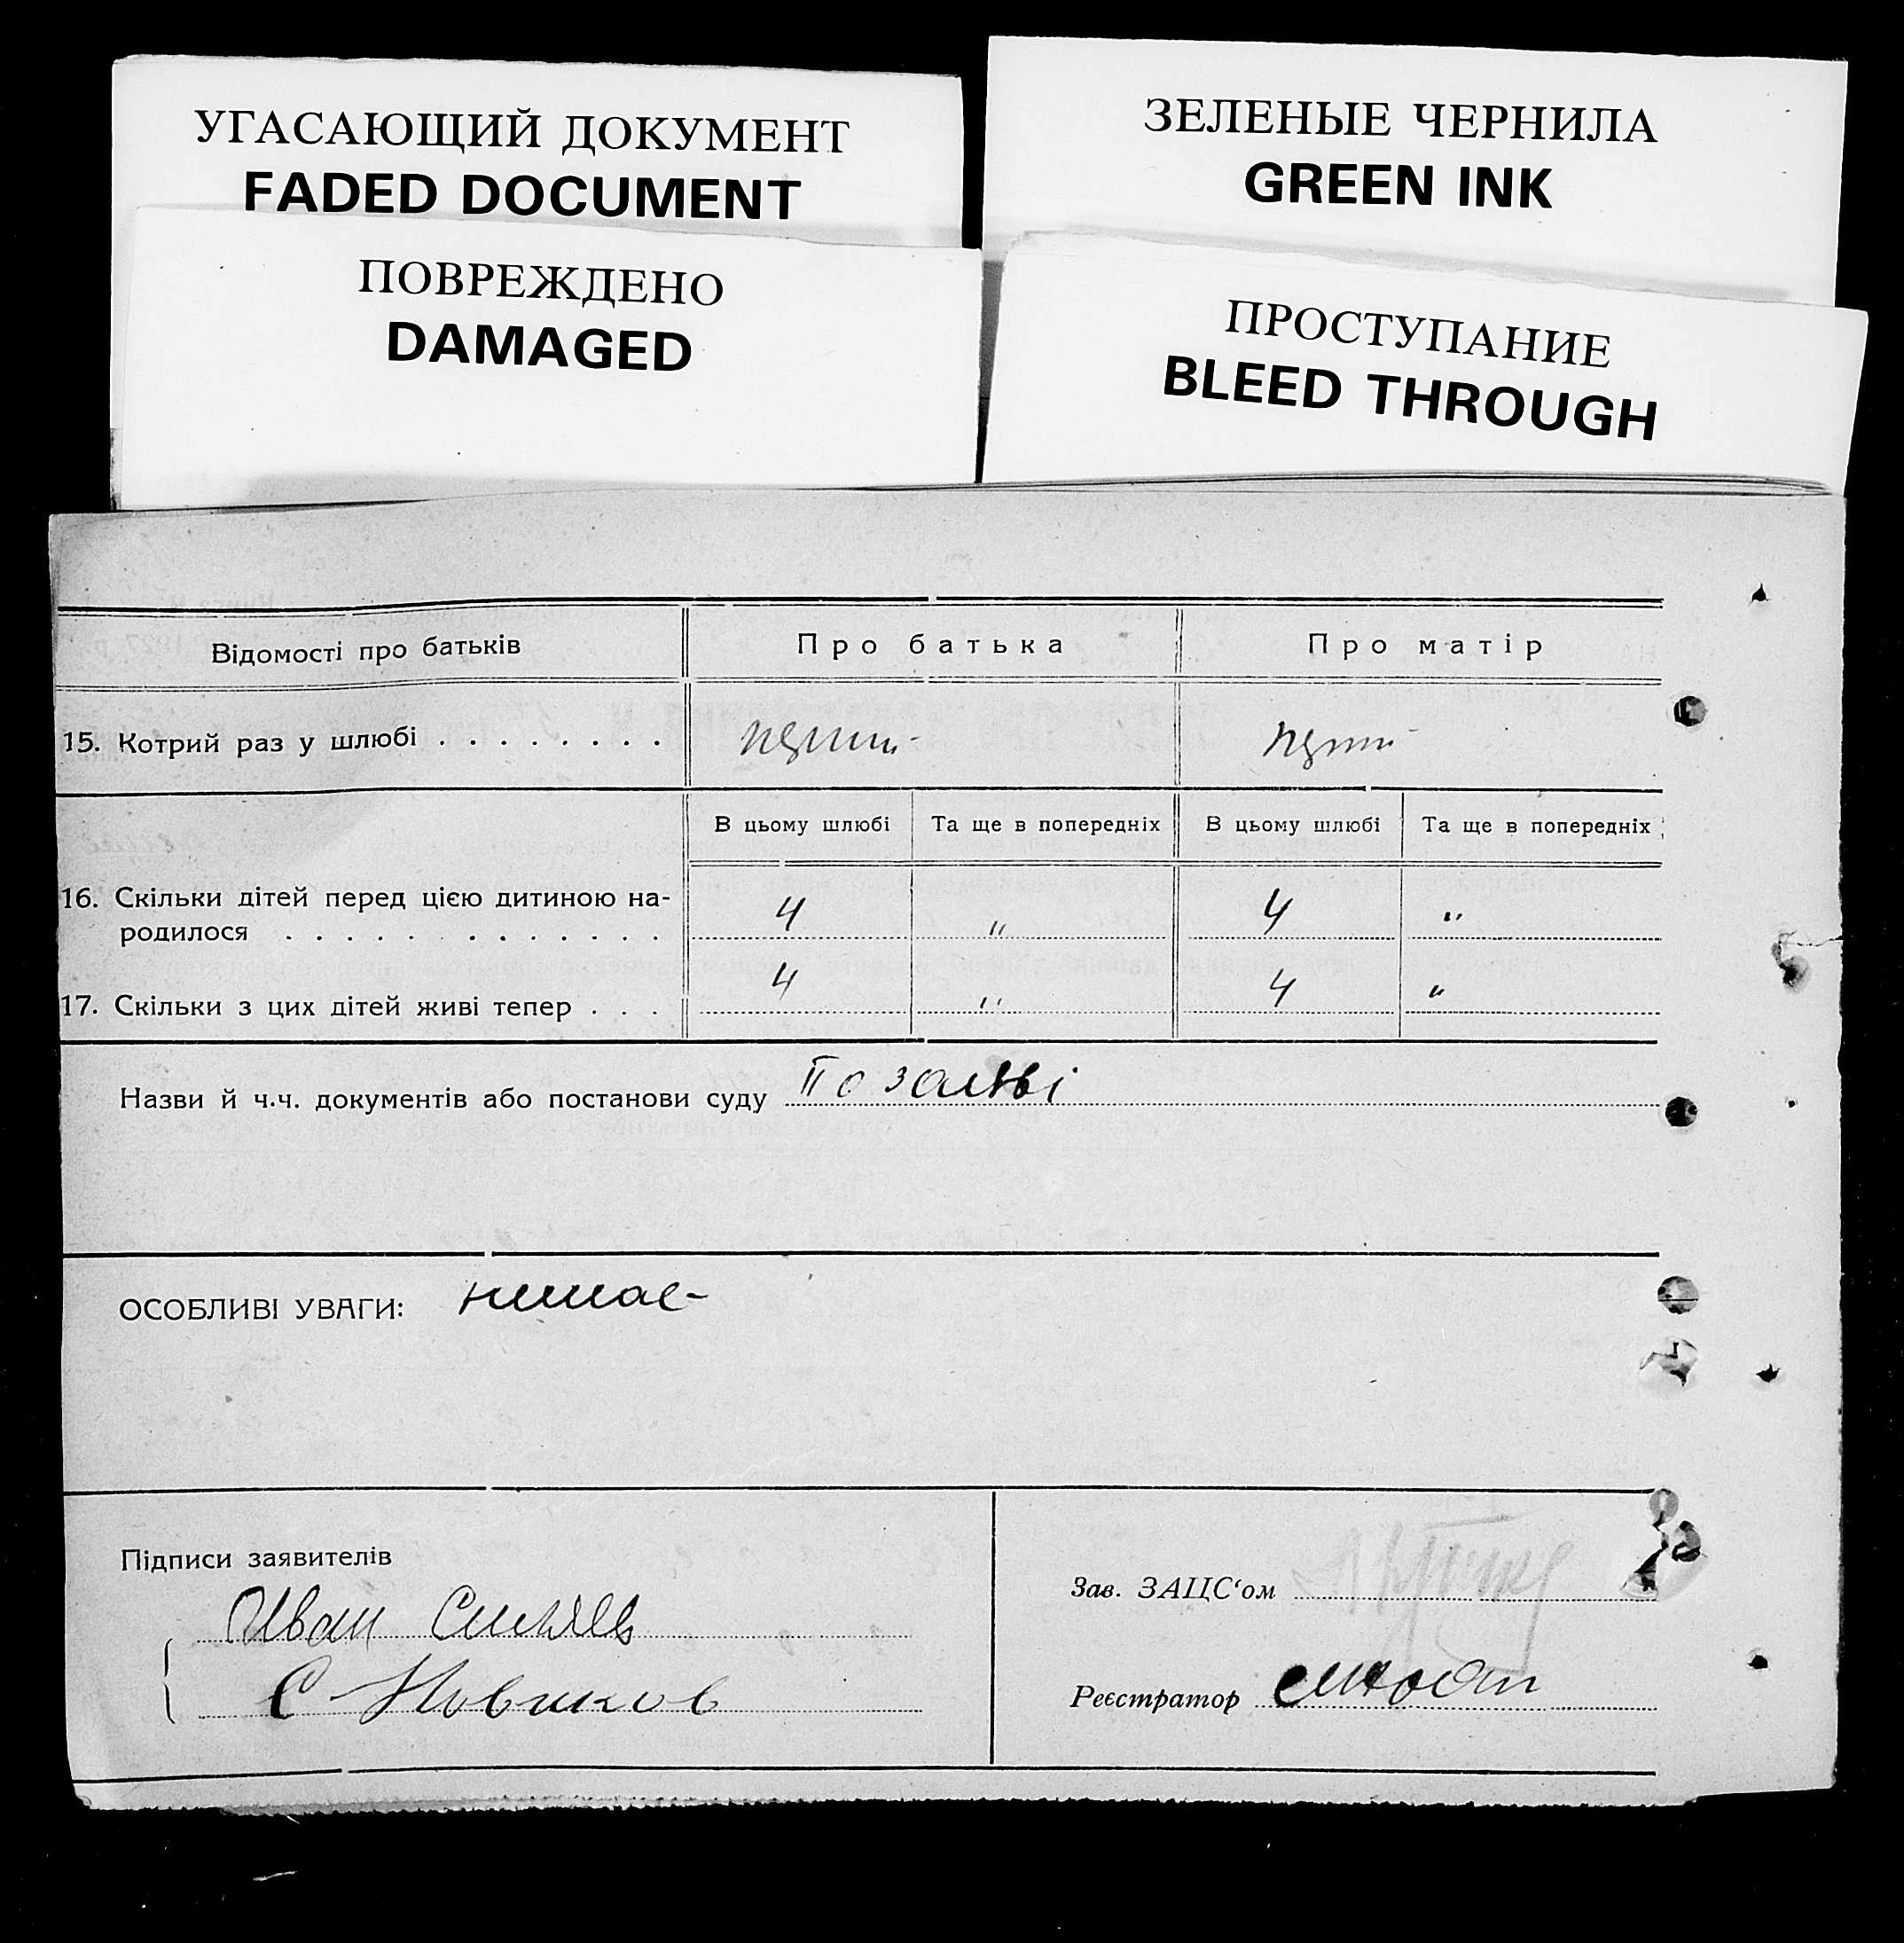 УГАСАЮЩИЙ ДОКУМЕНТ
FADED DOCUMENT
ЗЕЛЕНЫЕ ЧЕРНИЛА
GREEN INK
ПОВРЕЖДЕНО
DAMAGED
ПРОСТУПАНИЕ
BLEED THROUGH
Відомості про батьків Про батька Про матір
15. Котрий раз у шлюбі . . . . . . . .
В цьому шлюбі Та ще в попередніх В цьому шлюбі Та ще в попередніх
16. Скільки дітей перед цією дитиною на-
родилося . . . . . . . . . . . . . 4 „ 4 „
17. Скільки з цих дітей живі тепер . . . 4 „ 4 „
Назви й ч.ч. документів або постанови суду По заяві
ОСОБЛИВІ УВАГИ: немає-
Підписи заявителів
Иван
С Новиков
Зав. ЗАЦС'ом
Реєстратор